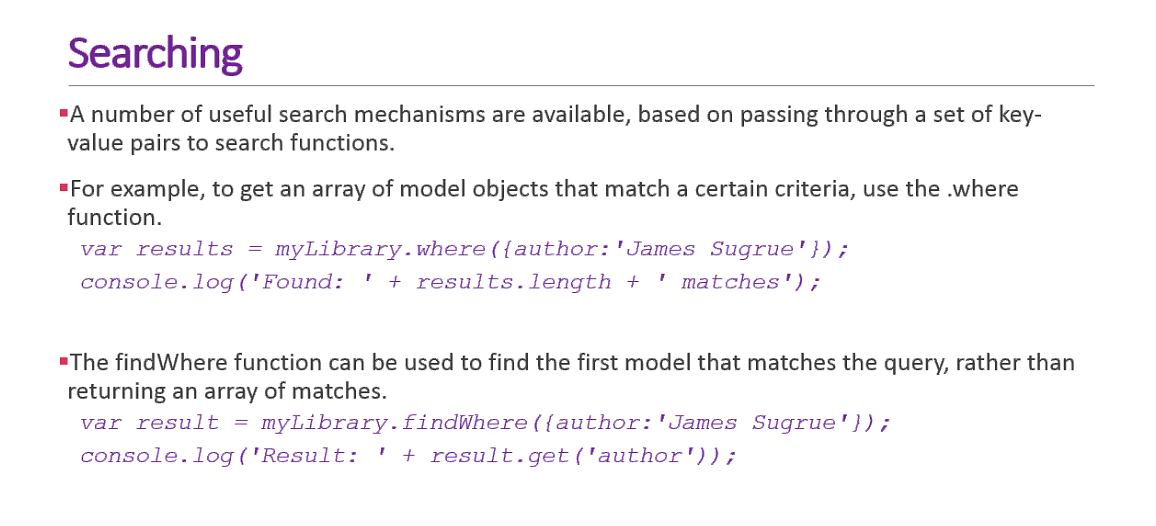 Searching
▪A number of useful search mechanisms are available, based on passing through a set of key-
value pairs to search functions.
▪For example, to get an array of model objects that match a certain criteria, use the .where
function.
var results = myLibrary.where({author:'James Sugrue'});
console.log('Found: ' + results.length + ' matches');
▪The findWhere function can be used to find the first model that matches the query, rather than
returning an array of matches.
var result = myLibrary.findWhere({author:'James Sugrue'});
console.log('Result: ' + result.get('author'));